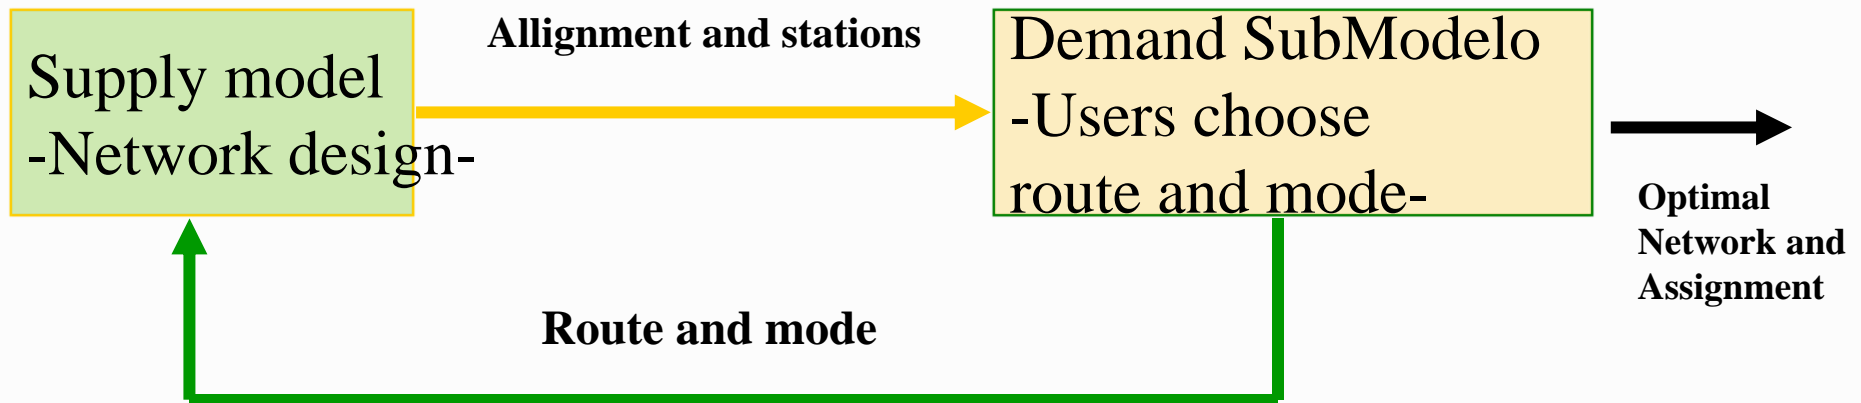 Supply model
-Network design-
Allignment and stations
Demand SubModelo
-Users choose
route and mode-
Optimal
Network and
Assignment
Route and mode